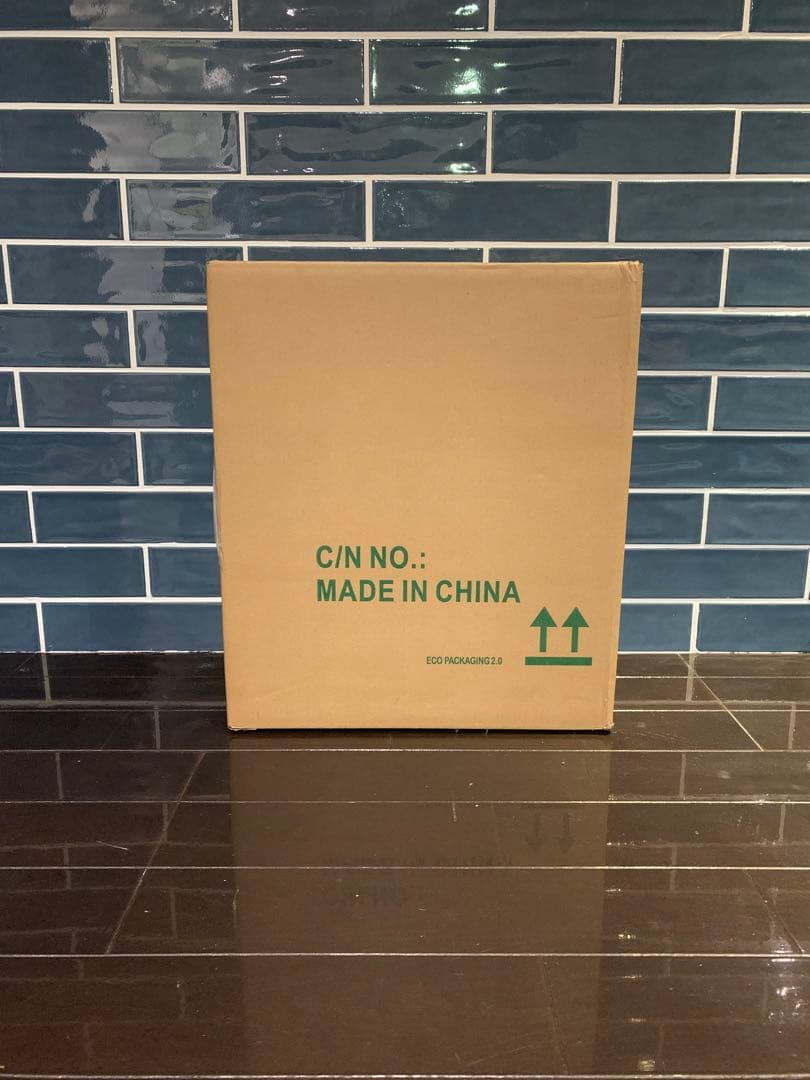 C/N NO.:
MADE IN CHINA
ECO PACKAGING 2.0